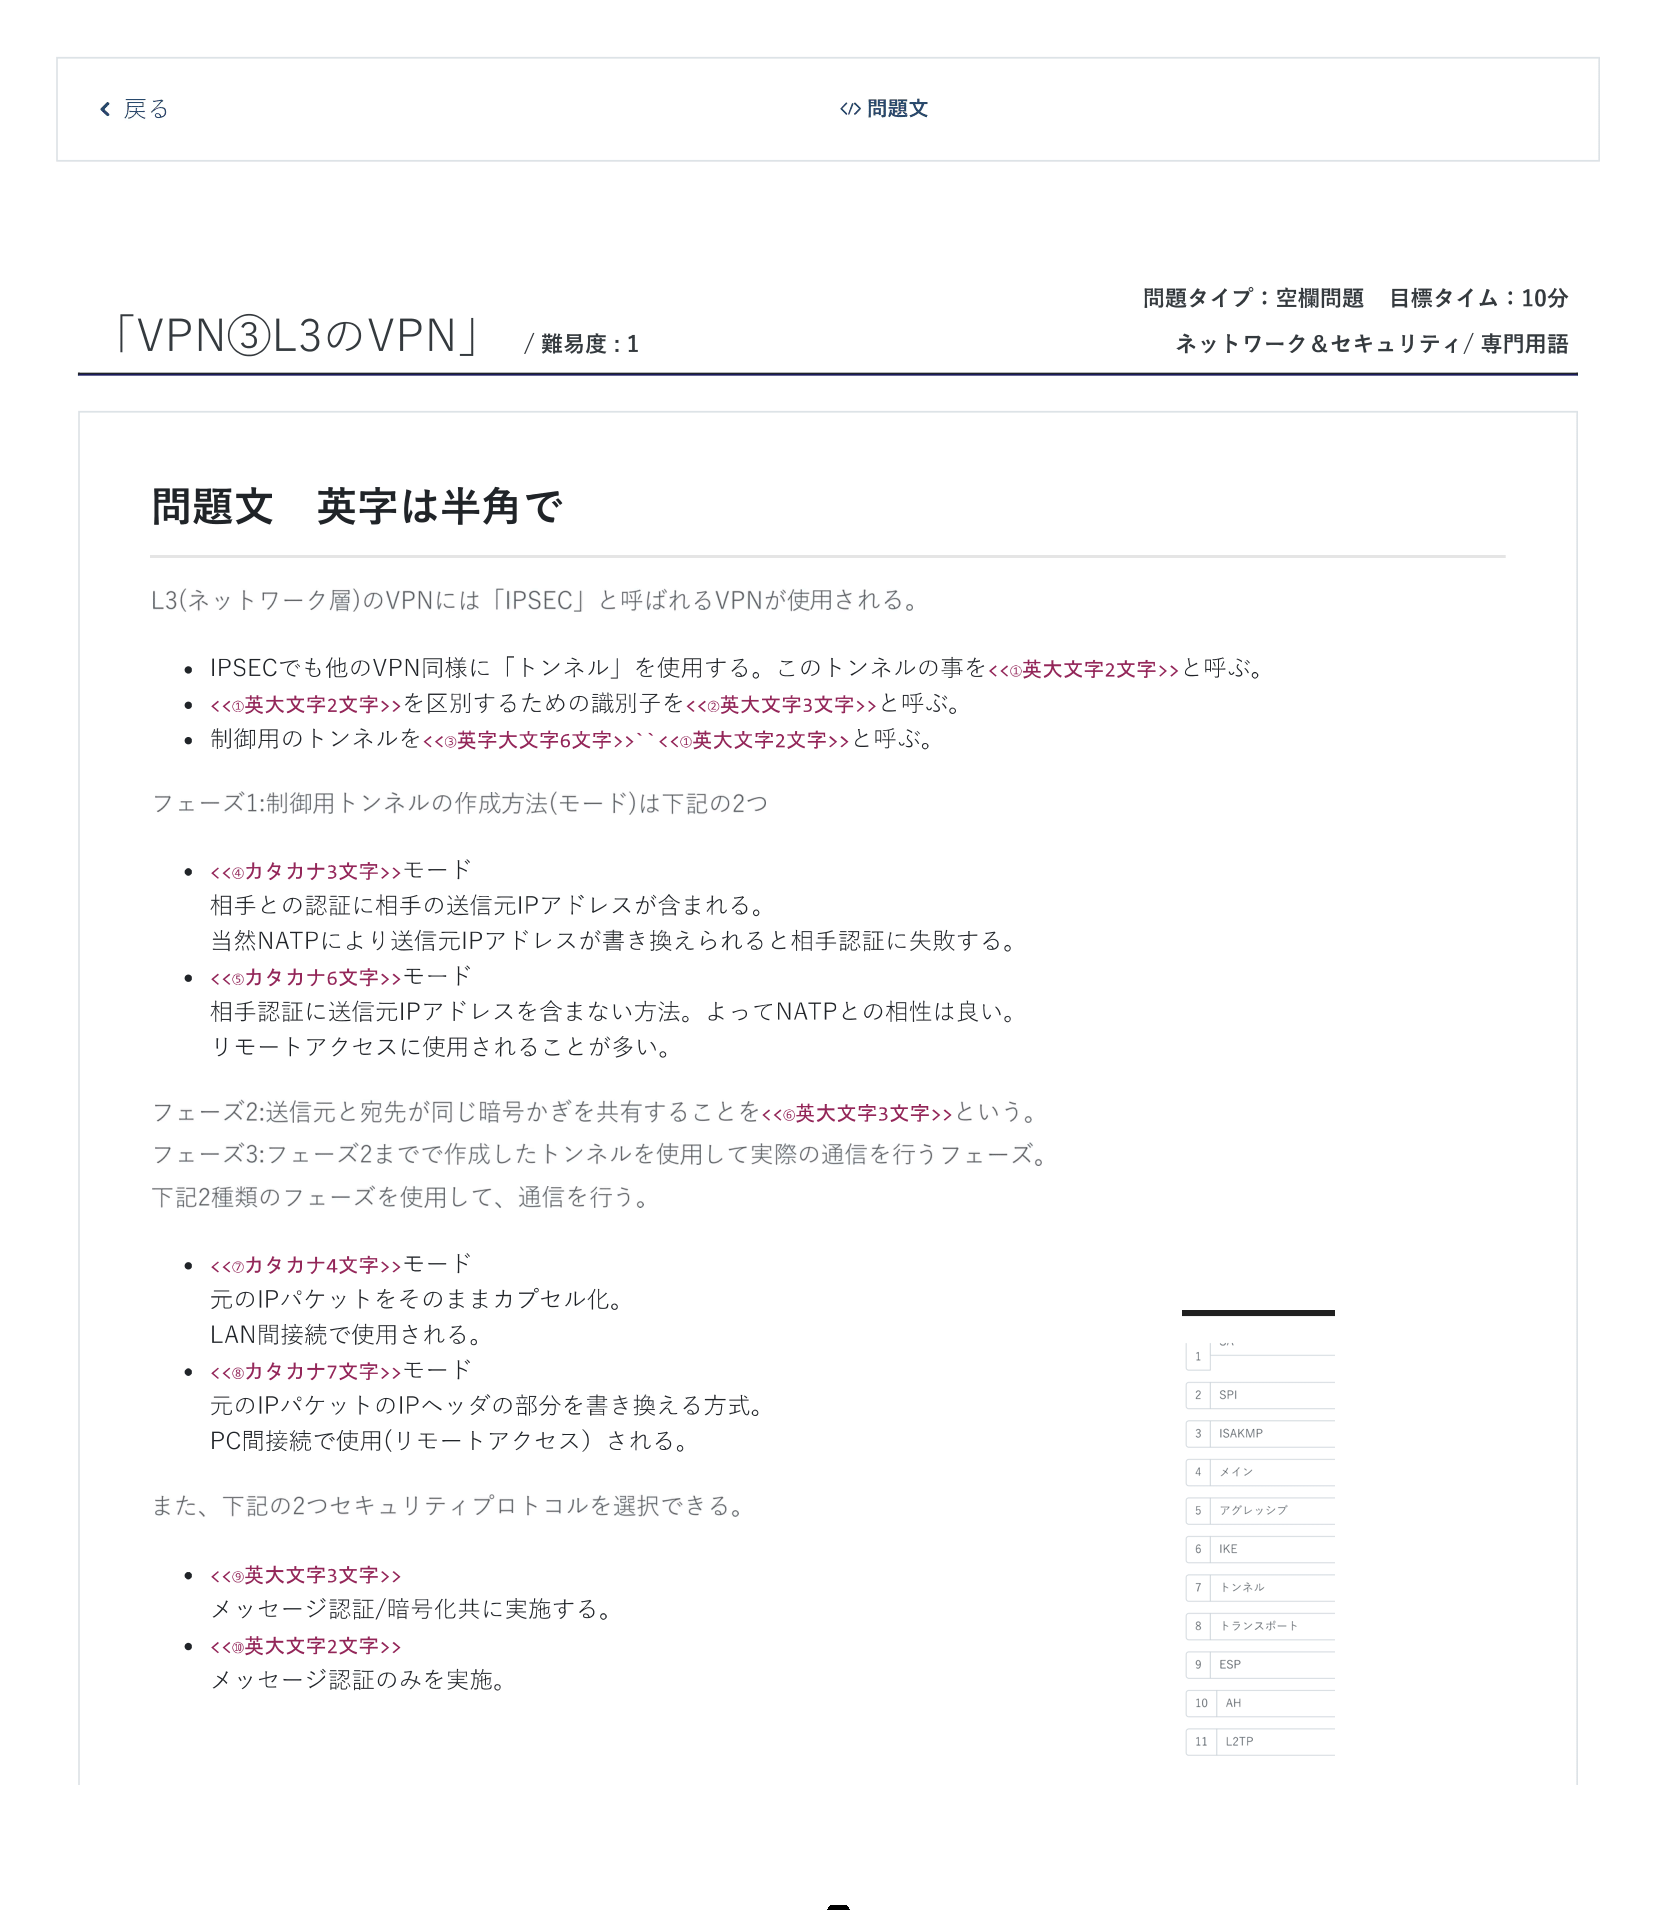 戻る
</> 問題文
問題タイプ：空欄問題　目標タイム：10分
「VPN③L3のVPN」 / 難易度 : 1
ネットワーク＆セキュリティ/ 専門用語
問題文　英字は半角で
L3(ネットワーク層)のVPNには「IPSEC」と呼ばれるVPNが使用される。
IPSECでも他のVPN同様に「トンネル」を使用する。このトンネルの事を<<①英大文字2文字>>と呼ぶ。
<<①英大文字2文字>>を区別するための識別子を<<②英大文字3文字>>と呼ぶ。
制御用のトンネルを<<③英字大文字6文字>>``<<①英大文字2文字>>と呼ぶ。
フェーズ1:制御用トンネルの作成方法(モード)は下記の2つ
<<④カタカナ3文字>>モード
相手との認証に相手の送信元IPアドレスが含まれる。
当然NATPにより送信元IPアドレスが書き換えられると相手認証に失敗する。
<<⑤カタカナ6文字>>モード
相手認証に送信元IPアドレスを含まない方法。よってNATPとの相性は良い。
リモートアクセスに使用されることが多い。
フェーズ2:送信元と宛先が同じ暗号かぎを共有することを<<⑥英大文字3文字>>という。
フェーズ3:フェーズ2までで作成したトンネルを使用して実際の通信を行うフェーズ。
下記2種類のフェーズを使用して、通信を行う。
<<⑦カタカナ4文字>>モード
元のIPパケットをそのままカプセル化。
LAN間接続で使用される。
<<⑧カタカナ7文字>>モード
元のIPパケットのIPヘッダの部分を書き換える方式。
PC間接続で使用(リモートアクセス）される。
また、下記の2つセキュリティプロトコルを選択できる。
<<⑨英大文字3文字>>
メッセージ認証/暗号化共に実施する。
<<⑩英大文字2文字>>
メッセージ認証のみを実施。
1
2 SPI
3 ISAKMP
4 メイン
5 アグレッシブ
6 IKE
7 トンネル
8 トランスポート
9 ESP
10 AH
11 L2TP